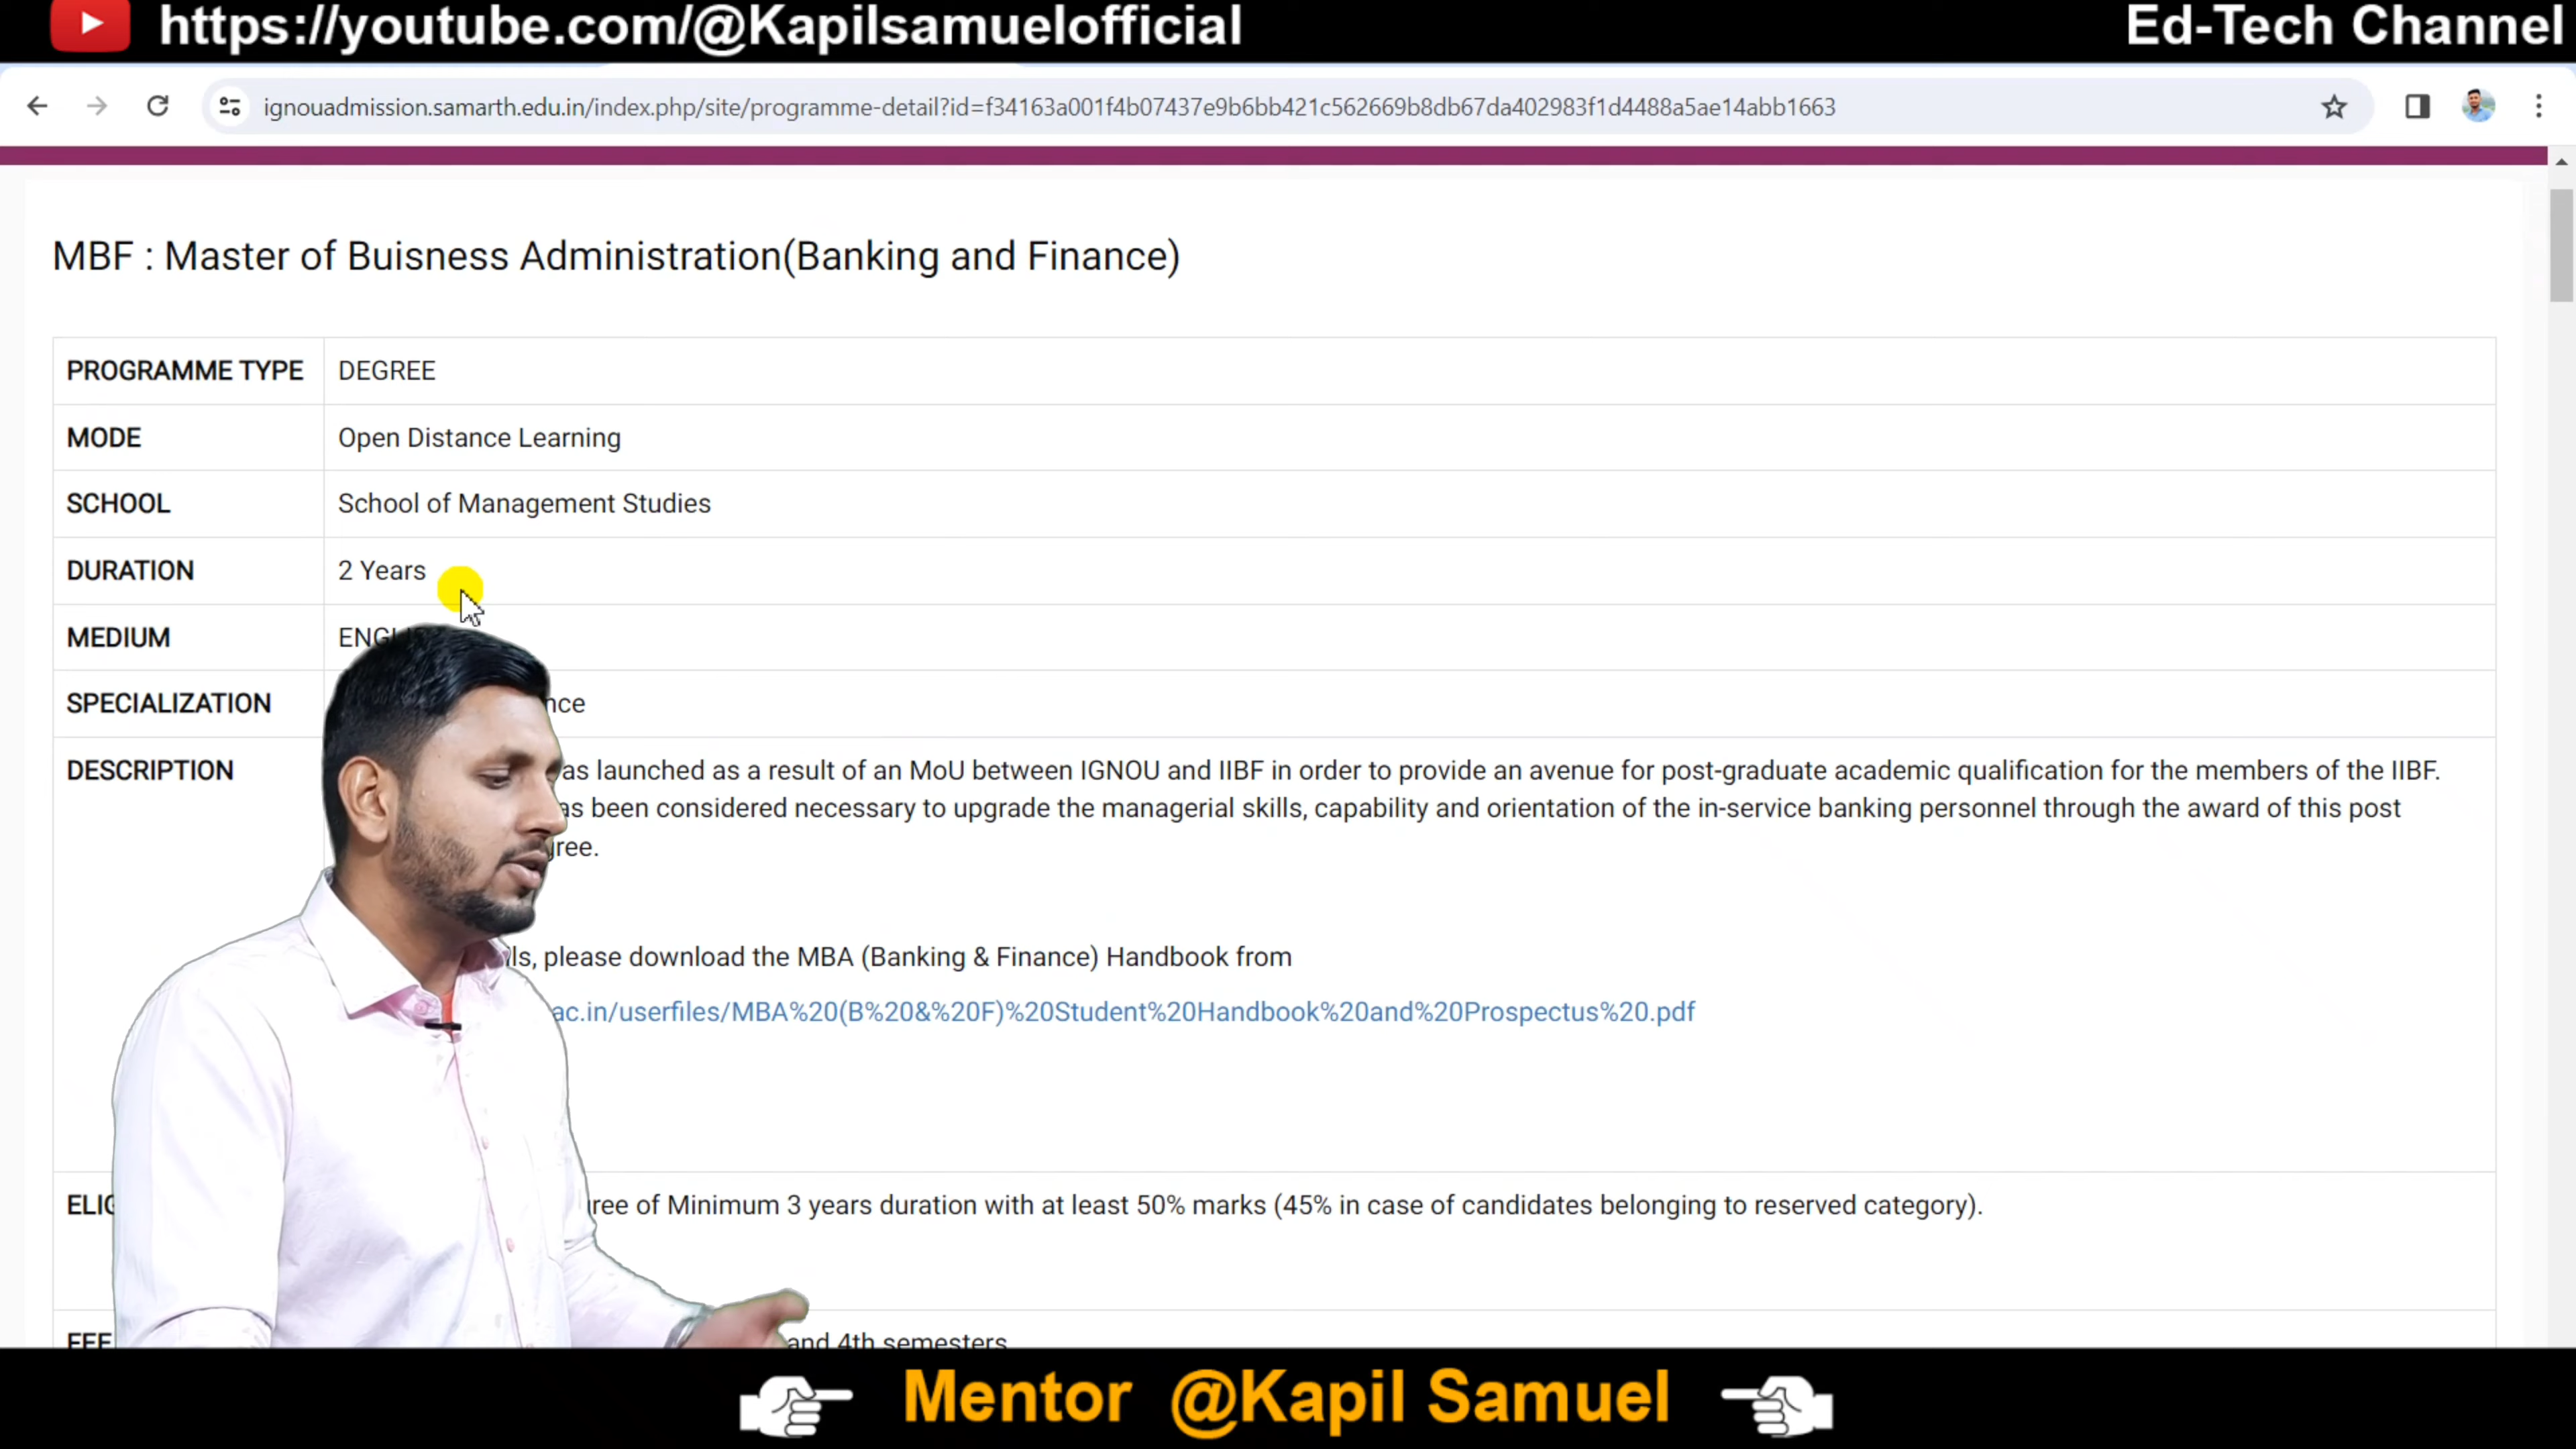 https://youtube.com/@Kapilsamuelofficial
Ed-Tech Channel
ignouadmission.samarth.edu.in/index.php/site/programme-detail?id=f34163a001f4b07437e9b6bb421c562669b8db67da402983f1d4488a5ae14abb1663
MBF : Master of Buisness Administration(Banking and Finance)
PROGRAMME TYPE DEGREE
MODE Open Distance Learning
SCHOOL School of Management Studies
DURATION 2 Years
MEDIUM
SPECIALIZATION
DESCRIPTION launched as a result of an MoU between IGNOU and IIBF in order to provide an avenue for post-graduate academic qualification for the members of the IIBF.
been considered necessary to upgrade the managerial skills, capability and orientation of the in-service banking personnel through the award of this post
please download the MBA (Banking & Finance) Handbook from
ac.in/userfiles/MBA%20(B%20&%20F)%20Student%20Handbook%20and%20Prospectus%20.pdf
of Minimum 3 years duration with at least 50% marks (45% in case of candidates belonging to reserved category).
and 4th semesters
Mentor @Kapil Samuel